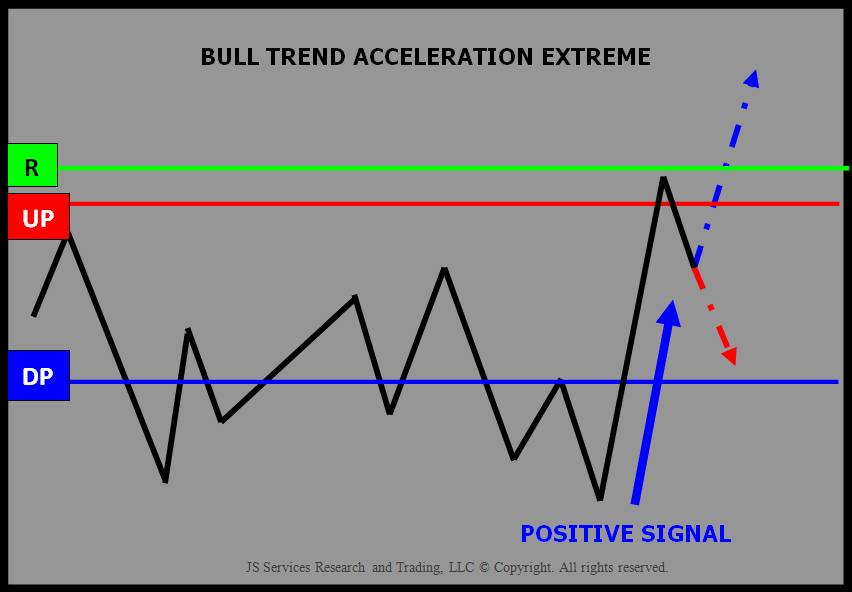 BULL TREND ACCELERATION EXTREME
R
UP
DP
POSITIVE SIGNAL
JS Services Research and Trading, LLC © Copyright. All rights reserved.